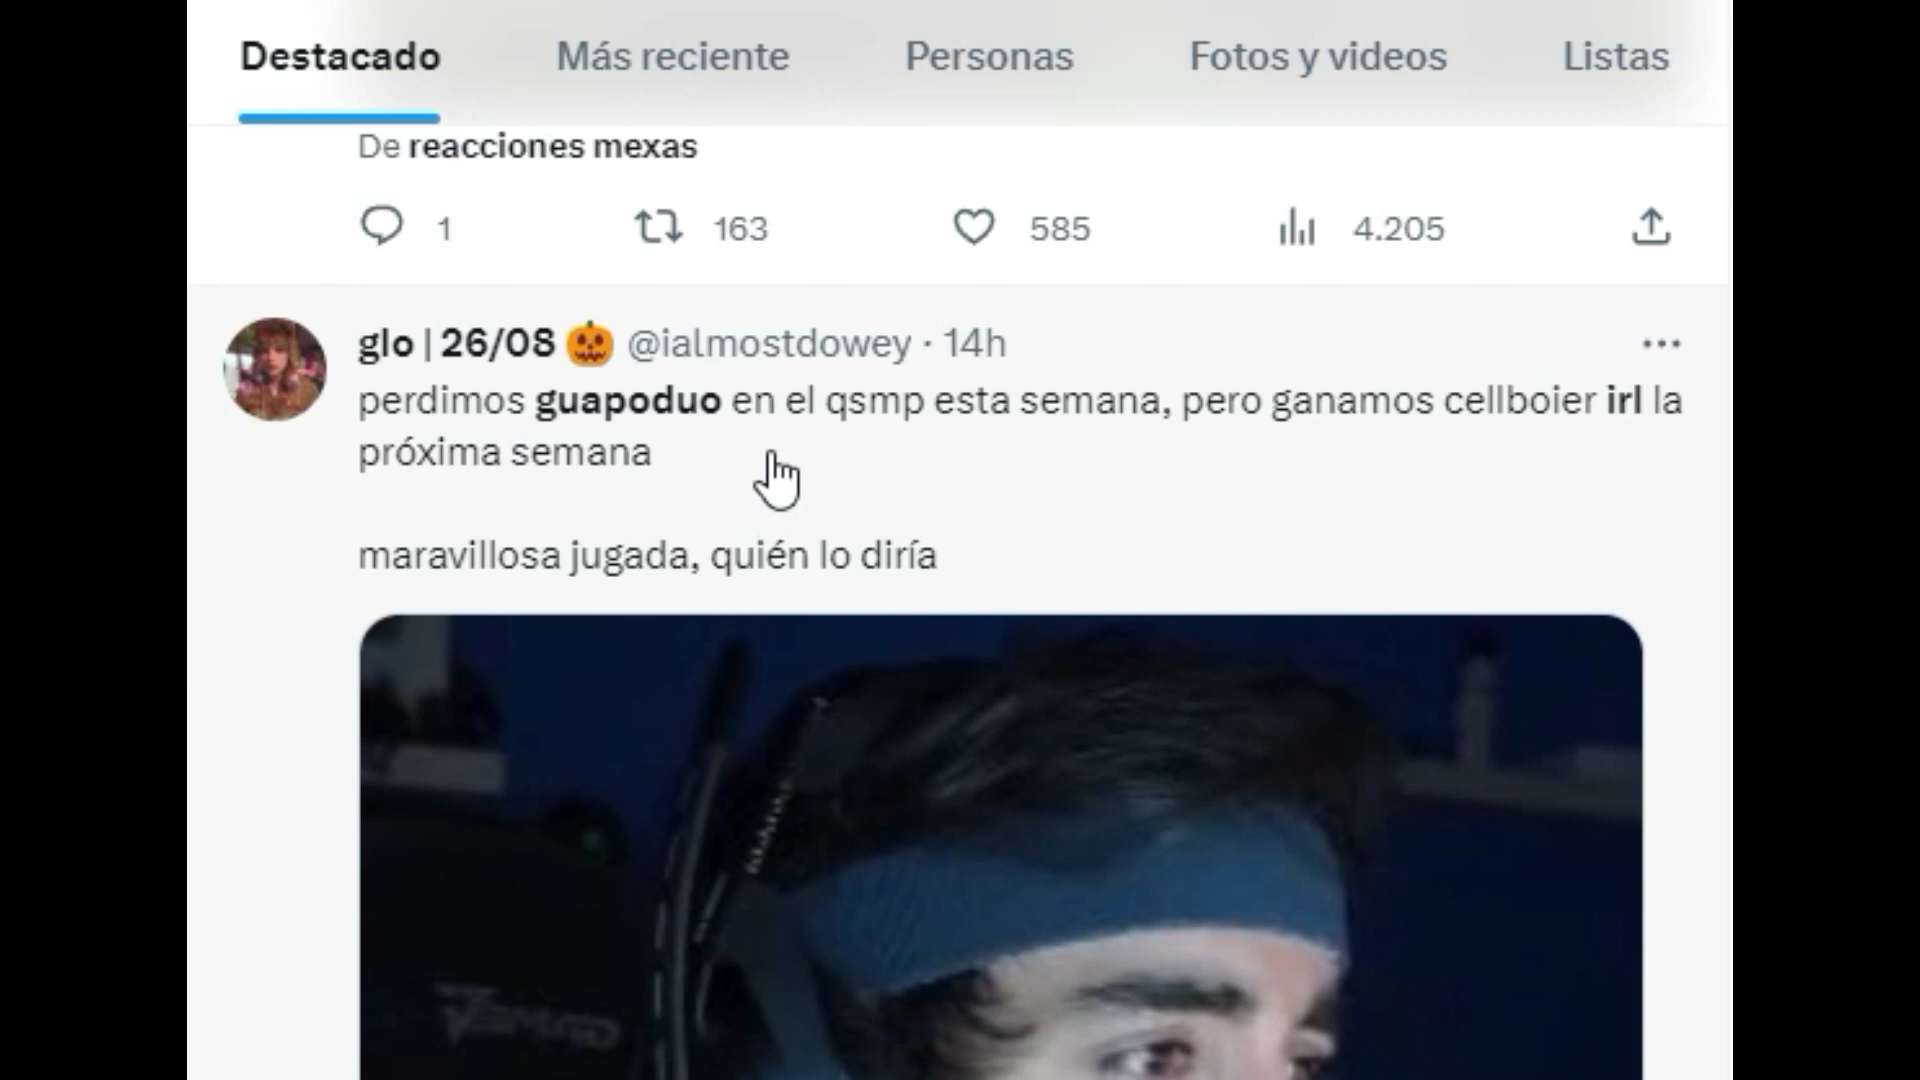 Destacado Más reciente Personas Fotos y videos Listas
De reacciones mexas
1 163 585 4.205
glo | 26/08 🎃 @ialmostdowey · 14h
perdimos guapoduo en el qsmp esta semana, pero ganamos cellboier irl la
próxima semana
maravillosa jugada, quién lo diría